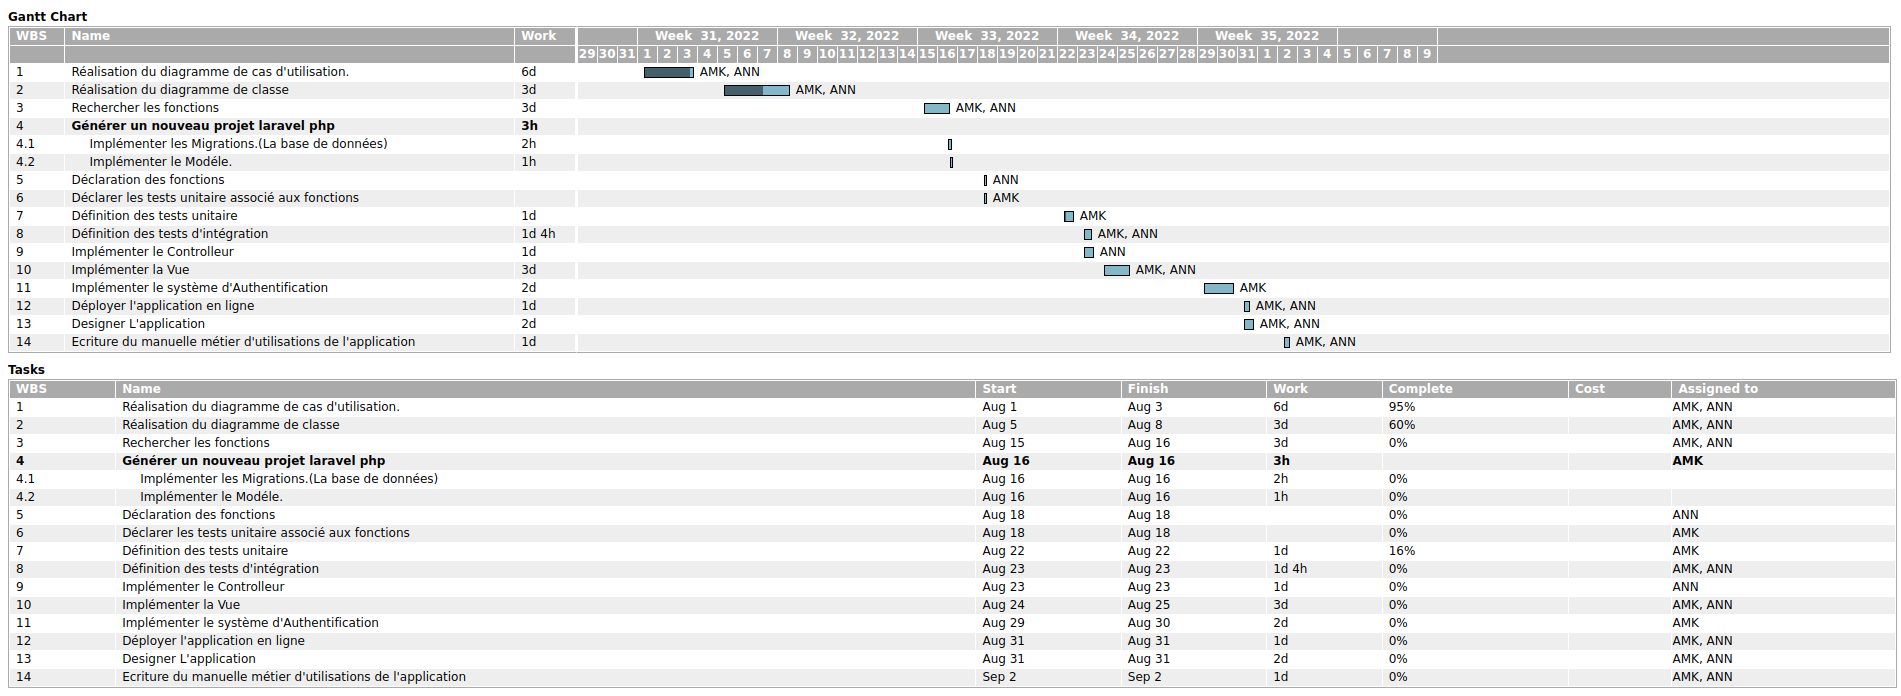 Gantt Chart
WBS Name Work Week 31, 2022 Week 32, 2022 Week 33, 2022 Week 34, 2022 Week 35, 2022
29 30 31 1 2 3 4 5 6 7 8 9 10 11 12 13 14 15 16 17 18 19 20 21 22 23 24 25 26 27 28 29 30 31 1 2 3 4 5 6 7 8 9
1 Réalisation du diagramme de cas d'utilisation. 6d AMK, ANN
2 Réalisation du diagramme de classe 3d AMK, ANN
3 Rechercher les fonctions 3d AMK, ANN
4 Générer un nouveau projet laravel php 3h
4.1 Implémenter les Migrations.(La base de données) 2h
4.2 Implémenter le Modéle. 1h
5 Déclaration des fonctions ANN
6 Déclarer les tests unitaire associé aux fonctions AMK
7 Définition des tests unitaire 1d AMK
8 Définition des tests d'intégration 1d 4h AMK, ANN
9 Implémenter le Controlleur 1d ANN
10 Implémenter la Vue 3d AMK, ANN
11 Implémenter le système d'Authentification 2d AMK
12 Déployer l'application en ligne 1d AMK, ANN
13 Designer L'application 2d AMK, ANN
14 Ecriture du manuelle métier d'utilisations de l'application 1d AMK, ANN
Tasks
WBS Name Start Finish Work Complete Cost Assigned to
1 Réalisation du diagramme de cas d'utilisation. Aug 1 Aug 3 6d 95% AMK, ANN
2 Réalisation du diagramme de classe Aug 5 Aug 8 3d 60% AMK, ANN
3 Rechercher les fonctions Aug 15 Aug 16 3d 0% AMK, ANN
4 Générer un nouveau projet laravel php Aug 16 Aug 16 3h AMK
4.1 Implémenter les Migrations.(La base de données) Aug 16 Aug 16 2h 0%
4.2 Implémenter le Modéle. Aug 16 Aug 16 1h 0%
5 Déclaration des fonctions Aug 18 Aug 18 0% ANN
6 Déclarer les tests unitaire associé aux fonctions Aug 18 Aug 18 0% AMK
7 Définition des tests unitaire Aug 22 Aug 22 1d 16% AMK
8 Définition des tests d'intégration Aug 23 Aug 23 1d 4h 0% AMK, ANN
9 Implémenter le Controlleur Aug 23 Aug 23 1d 0% ANN
10 Implémenter la Vue Aug 24 Aug 25 3d 0% AMK, ANN
11 Implémenter le système d'Authentification Aug 29 Aug 30 2d 0% AMK
12 Déployer l'application en ligne Aug 31 Aug 31 1d 0% AMK, ANN
13 Designer L'application Aug 31 Aug 31 2d 0% AMK, ANN
14 Ecriture du manuelle métier d'utilisations de l'application Sep 2 Sep 2 1d 0% AMK, ANN